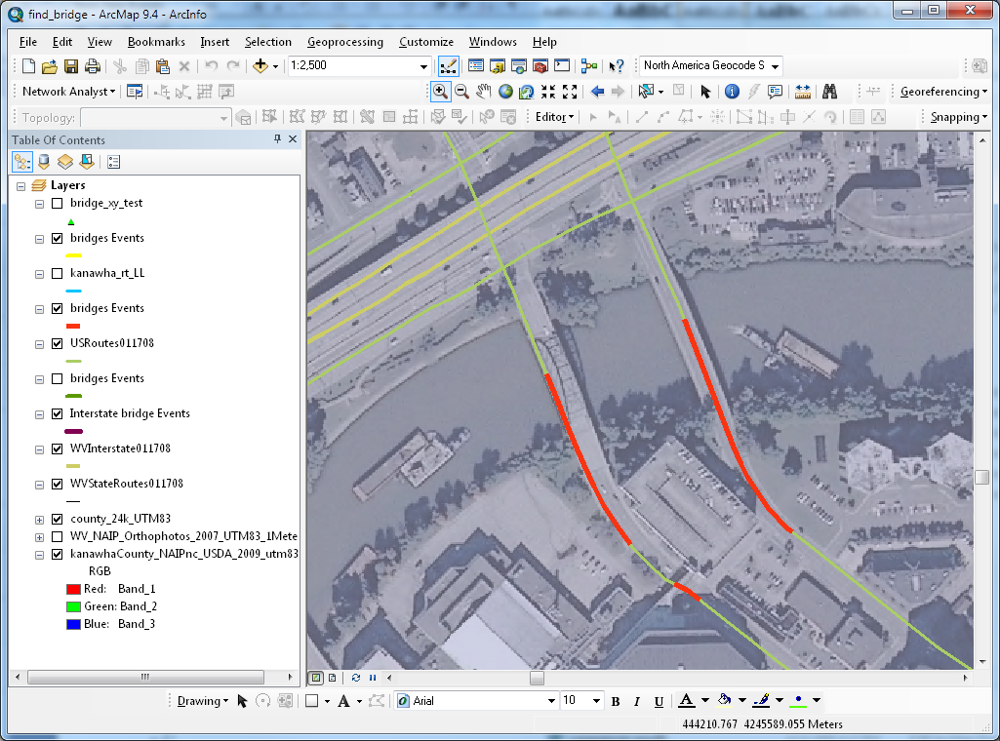 find_bridge - ArcMap 9.4 - ArcInfo
File Edit View Bookmarks Insert Selection Geoprocessing Customize Windows Help
1:2,500 North America Geocode S
Network Analyst Georeferencing
Topology: Editor Snapping
Table Of Contents
Layers
bridge_xy_test
bridges Events
kanawha_rt_LL
bridges Events
USRoutes011708
bridges Events
Interstate bridge Events
WVInterstate011708
WVStateRoutes011708
county_24k_UTM83
WV_NAIP_Orthophotos_2007_UTM83_1Mete
kanawhaCounty_NAIPnc_USDA_2009_utm83
RGB
Red: Band_1
Green: Band_2
Blue: Band_3
Drawing A Arial 10 B I U A
444210.767 4245589.055 Meters